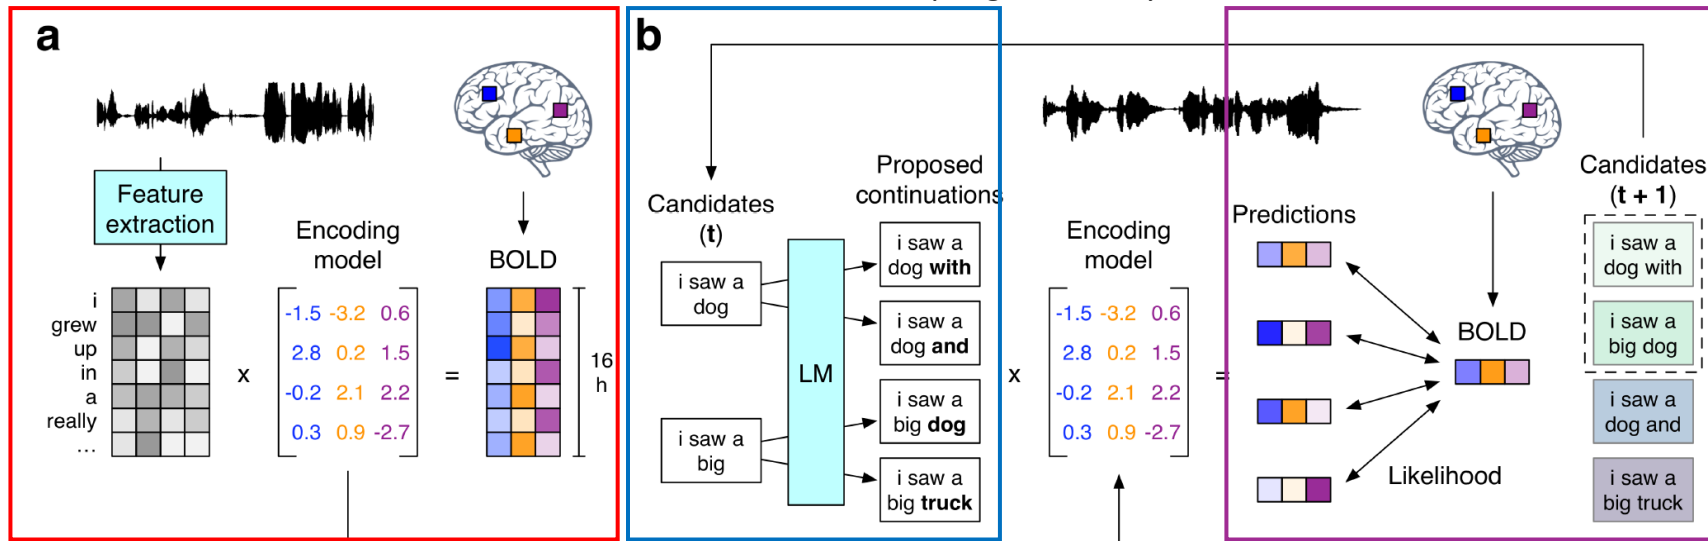 a
Feature
extraction
Encoding
model
BOLD
i
grew
up
in
a
really
...
x
-1.5 -3.2 0.6
2.8 0.2 1.5
-0.2 2.1 2.2
0.3 0.9 -2.7
=
16
h
b
Candidates
(t)
i saw a
dog
i saw a
big
LM
Proposed
continuations
i saw a
dog with
i saw a
dog and
i saw a
big dog
i saw a
big truck
x
Encoding
model
-1.5 -3.2 0.6
2.8 0.2 1.5
-0.2 2.1 2.2
0.3 0.9 -2.7
=
Predictions
BOLD
Likelihood
Candidates
(t + 1)
i saw a
dog with
i saw a
big dog
i saw a
dog and
i saw a
big truck